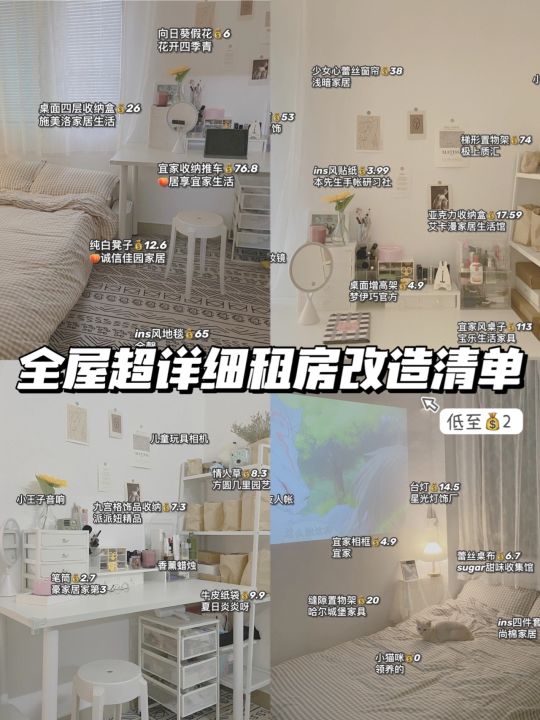 向日葵假花💰6
花开四季青
桌面四层收纳盒💰26
施美洛家居生活
💰53
饰
宜家收纳推车💰76.8
🍎居享宜家生活
纯白凳子💰12.6
🍎诚信佳园家居
妆镜
ins风地毯💰65
少女心蕾丝窗帘💰38
浅暗家居
小
梯形置物架💰74
极上质汇
ins风贴纸💰3.99
本先生手帐研习社
亚克力收纳盒💰17.59
艾卡漫家居生活馆
桌面增高架💰4.9
梦伊巧官方
宜家风桌子💰113
宝乐生活家具
全屋超详细租房改造清单
低至💰2
儿童玩具相机
情人草💰8.3
方圆几里园艺
小王子音响
九宫格饰品收纳💰7.3
派派妞精品
香薰蜡烛
笔筒💰2.7
豪家居家第3
牛皮纸袋💰9.9
夏日炎炎呀
台灯💰14.5
星光灯饰厂
人帐
宜家相框💰4.9
宜家
蕾丝桌布💰6.7
sugar甜味收集馆
缝隙置物架💰20
哈尔城堡家具
ins四件套
尚棉家居
小猫咪💰0
领养的